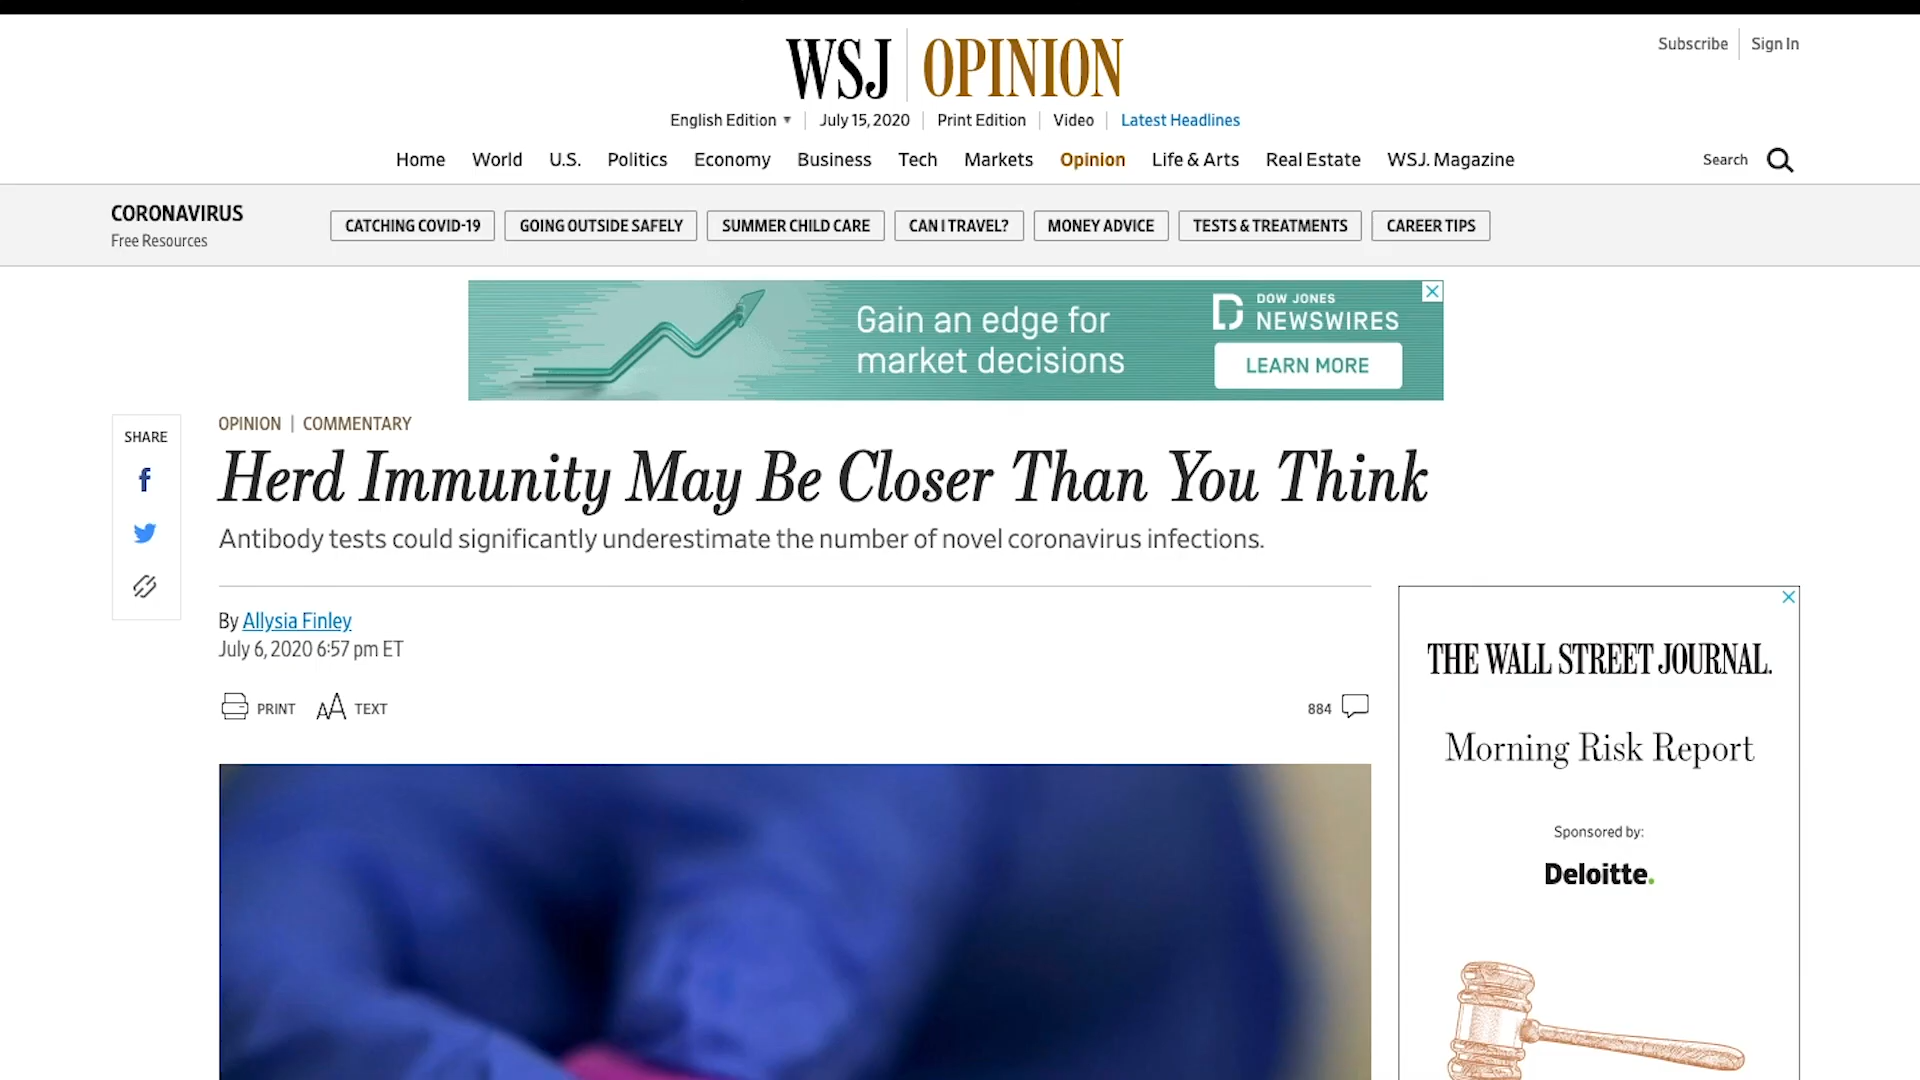 WSJ OPINION
Subscribe Sign In
English Edition July 15, 2020 Print Edition Video Latest Headlines
Home World U.S. Politics Economy Business Tech Markets Opinion Life & Arts Real Estate WSJ. Magazine Search
CORONAVIRUS
Free Resources
CATCHING COVID-19 GOING OUTSIDE SAFELY SUMMER CHILD CARE CAN I TRAVEL? MONEY ADVICE TESTS & TREATMENTS CAREER TIPS
Gain an edge for
market decisions
DOW JONES
NEWSWIRES
LEARN MORE
SHARE
OPINION | COMMENTARY
Herd Immunity May Be Closer Than You Think
Antibody tests could significantly underestimate the number of novel coronavirus infections.
By Allysia Finley
July 6, 2020 6:57 pm ET
PRINT AA TEXT
884
THE WALL STREET JOURNAL.
Morning Risk Report
Sponsored by:
Deloitte.